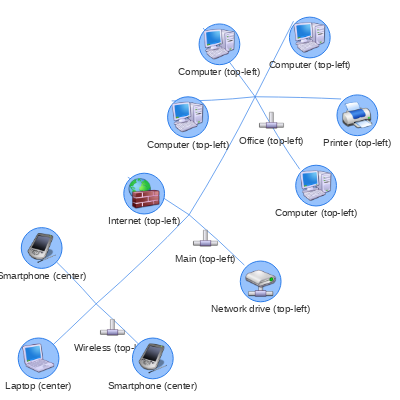 Computer (top-left)
Computer (top-left)
Computer (top-left)
Office (top-left)
Printer (top-left)
Computer (top-left)
Internet (top-left)
Main (top-left)
Smartphone (center)
Network drive (top-left)
Wireless (top-
Laptop (center)
Smartphone (center)